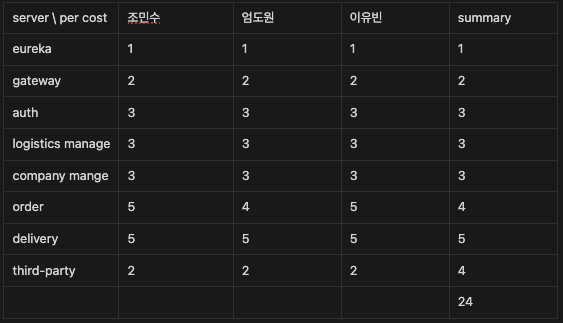 server \ per cost 조민수 엄도원 이유빈 summary
eureka 1 1 1 1
gateway 2 2 2 2
auth 3 3 3 3
logistics manage 3 3 3 3
company mange 3 3 3 3
order 5 4 5 4
delivery 5 5 5 5
third-party 2 2 2 4
24